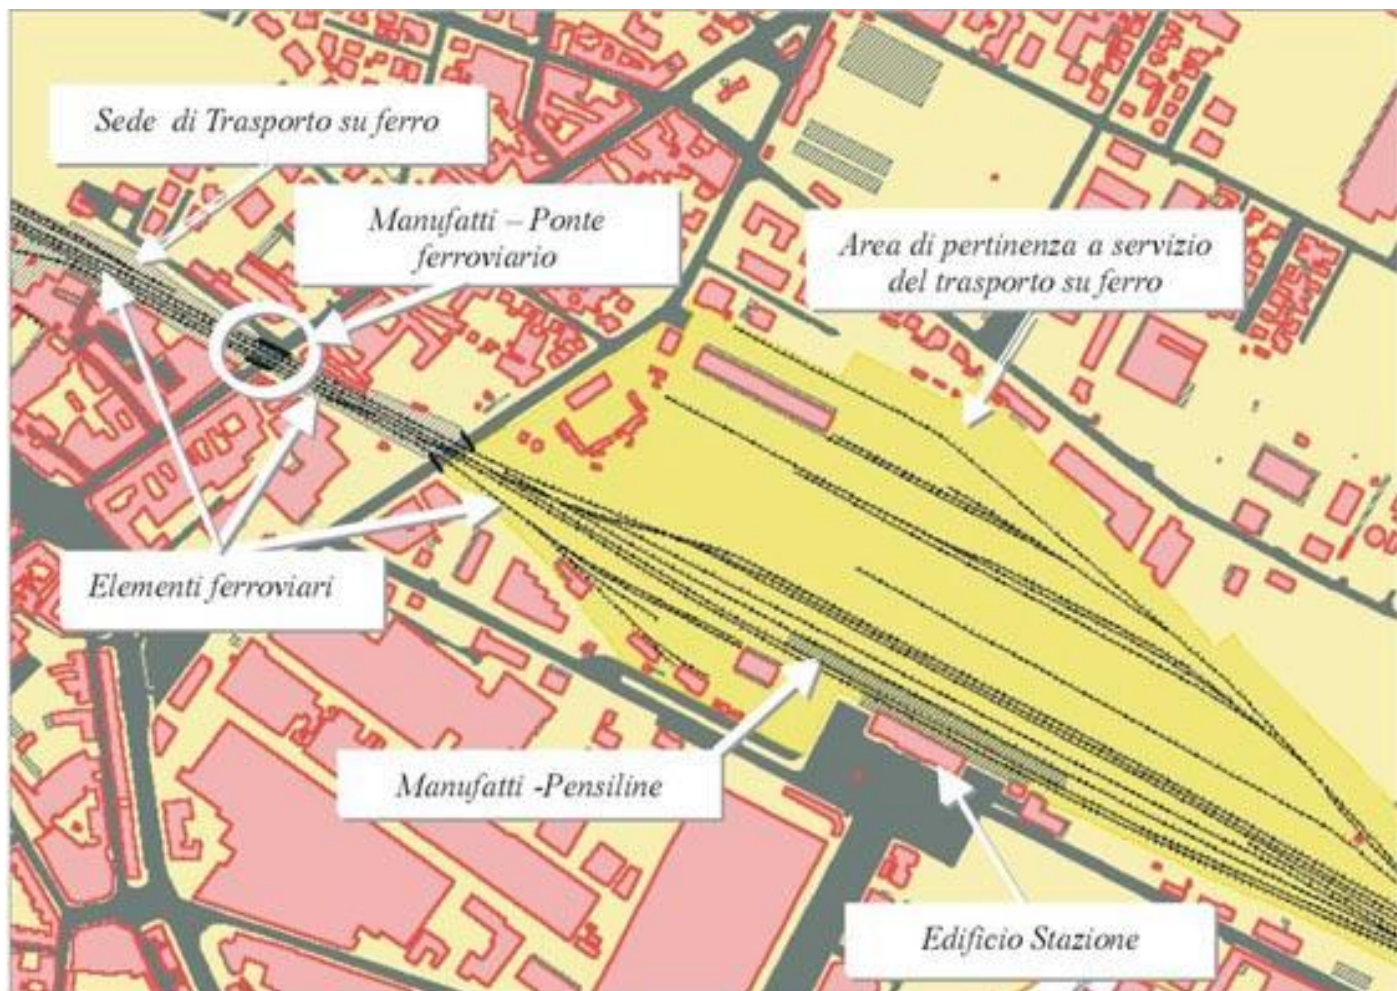 Sede di Trasporto su ferro
Manufatti – Ponte
ferroviario
Area di pertinenza a servizio
del trasporto su ferro
Elementi ferroviari
Manufatti -Pensiline
Edificio Stazione